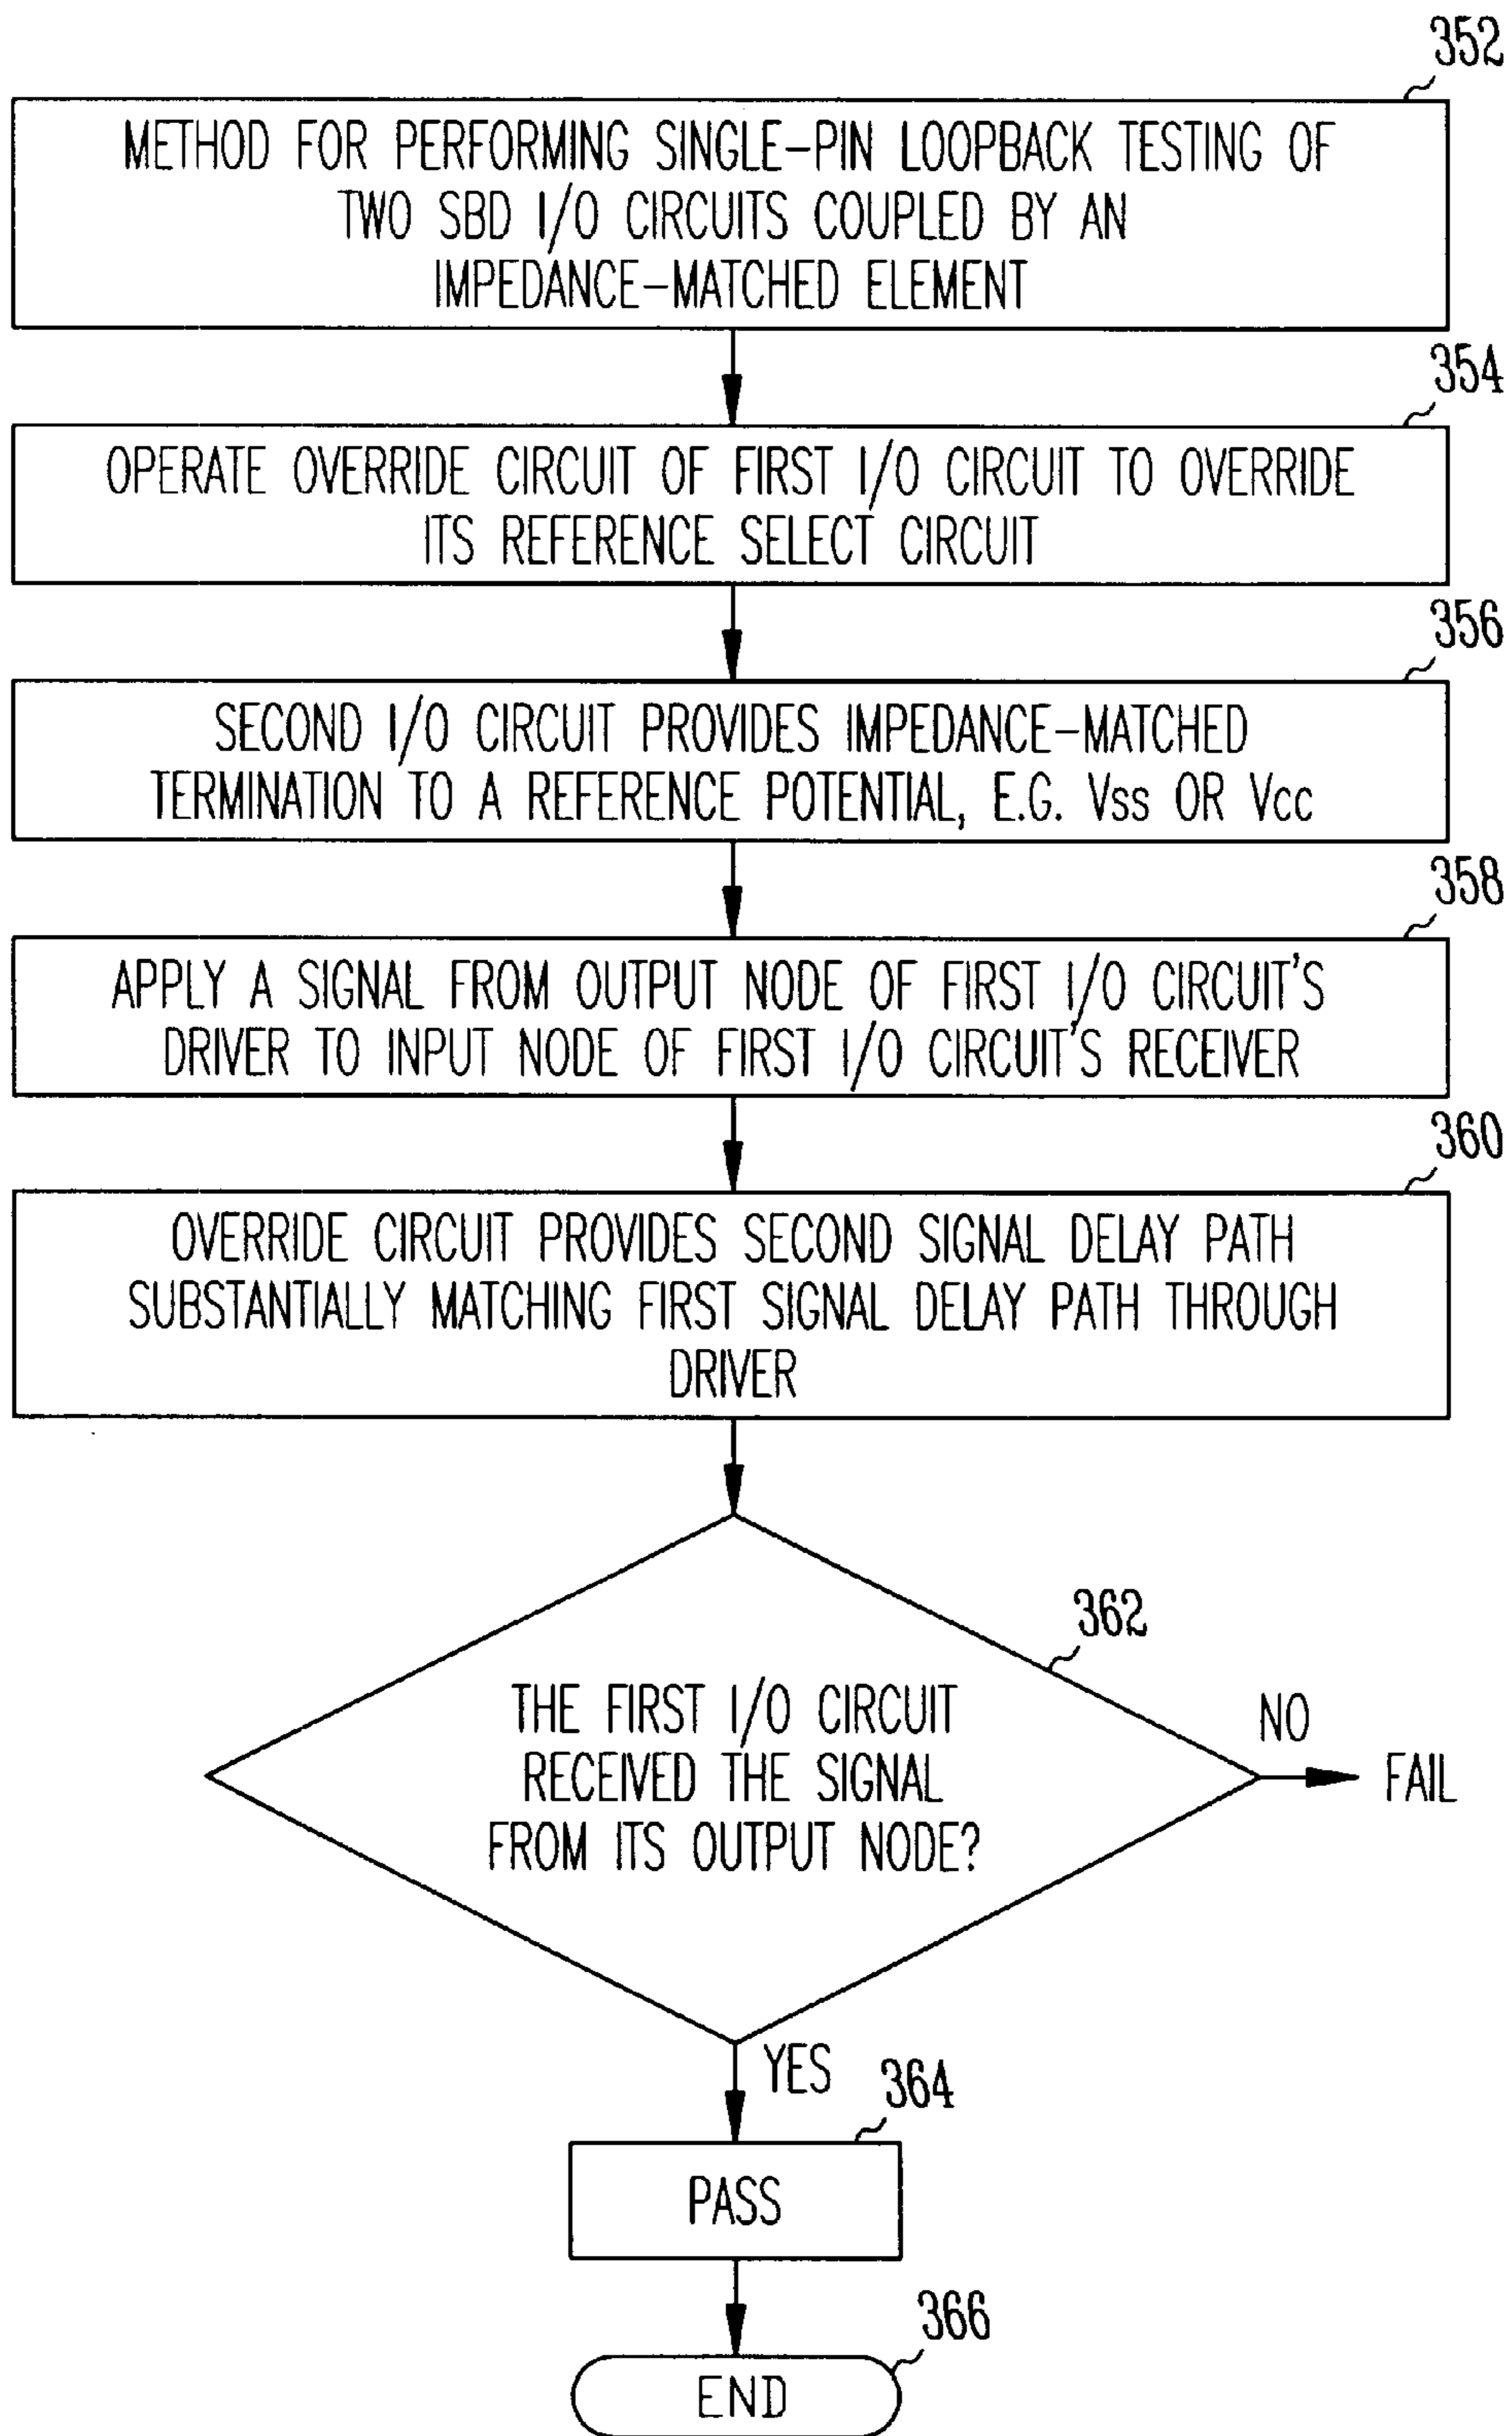 352
METHOD FOR PERFORMING SINGLE-PIN LOOPBACK TESTING OF
TWO SBD I/O CIRCUITS COUPLED BY AN
IMPEDANCE-MATCHED ELEMENT
354
OPERATE OVERRIDE CIRCUIT OF FIRST I/O CIRCUIT TO OVERRIDE
ITS REFERENCE SELECT CIRCUIT
356
SECOND I/O CIRCUIT PROVIDES IMPEDANCE-MATCHED
TERMINATION TO A REFERENCE POTENTIAL, E.G. Vss OR Vcc
358
APPLY A SIGNAL FROM OUTPUT NODE OF FIRST I/O CIRCUIT'S
DRIVER TO INPUT NODE OF FIRST I/O CIRCUIT'S RECEIVER
360
OVERRIDE CIRCUIT PROVIDES SECOND SIGNAL DELAY PATH
SUBSTANTIALLY MATCHING FIRST SIGNAL DELAY PATH THROUGH
DRIVER
362
THE FIRST I/O CIRCUIT
RECEIVED THE SIGNAL
FROM ITS OUTPUT NODE?
NO
FAIL
YES
364
PASS
366
END